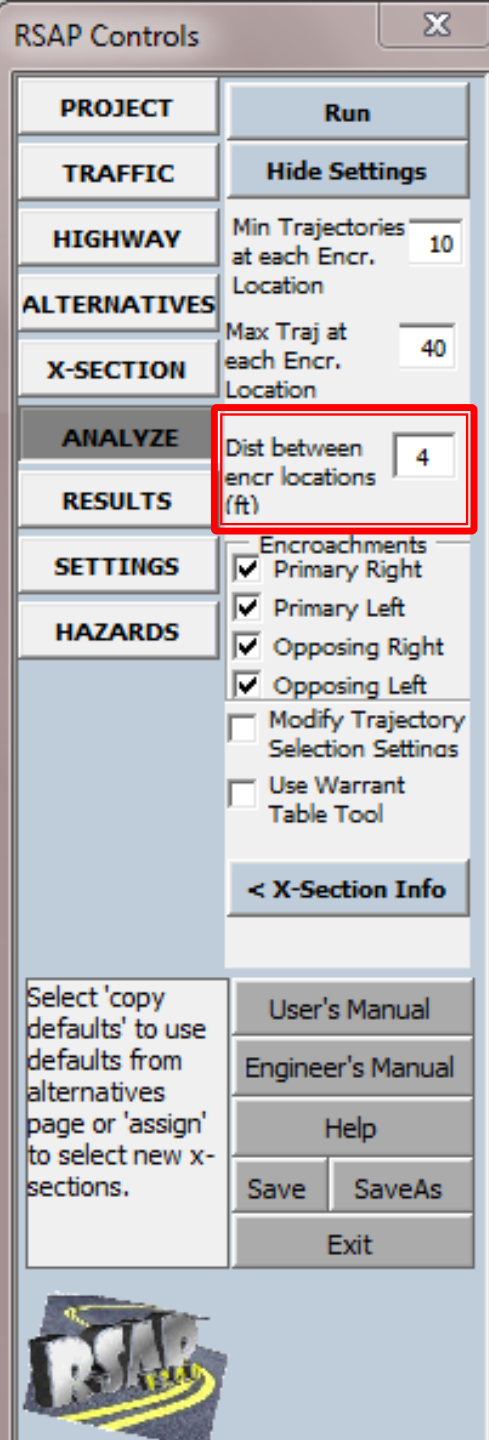 RSAP Controls
PROJECT
TRAFFIC
HIGHWAY
ALTERNATIVES
X-SECTION
ANALYZE
RESULTS
SETTINGS
HAZARDS
Run
Hide Settings
Min Trajectories
at each Encr.
Location
10
Max Traj at
each Encr.
Location
40
Dist between
encr locations
(ft)
4
Encroachments
Primary Right
Primary Left
Opposing Right
Opposing Left
Modify Trajectory
Selection Settings
Use Warrant
Table Tool
< X-Section Info
Select 'copy
defaults' to use
defaults from
alternatives
page or 'assign'
to select new x-
sections.
User's Manual
Engineer's Manual
Help
Save SaveAs
Exit
RSAP